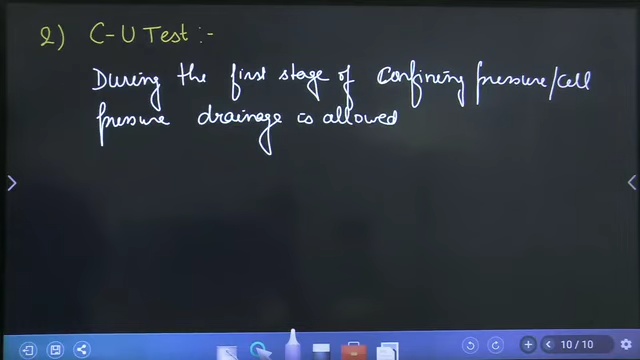 2) C-U Test:-
During the first stage of confining pressure/cell
pressure drainage is allowed
10/10